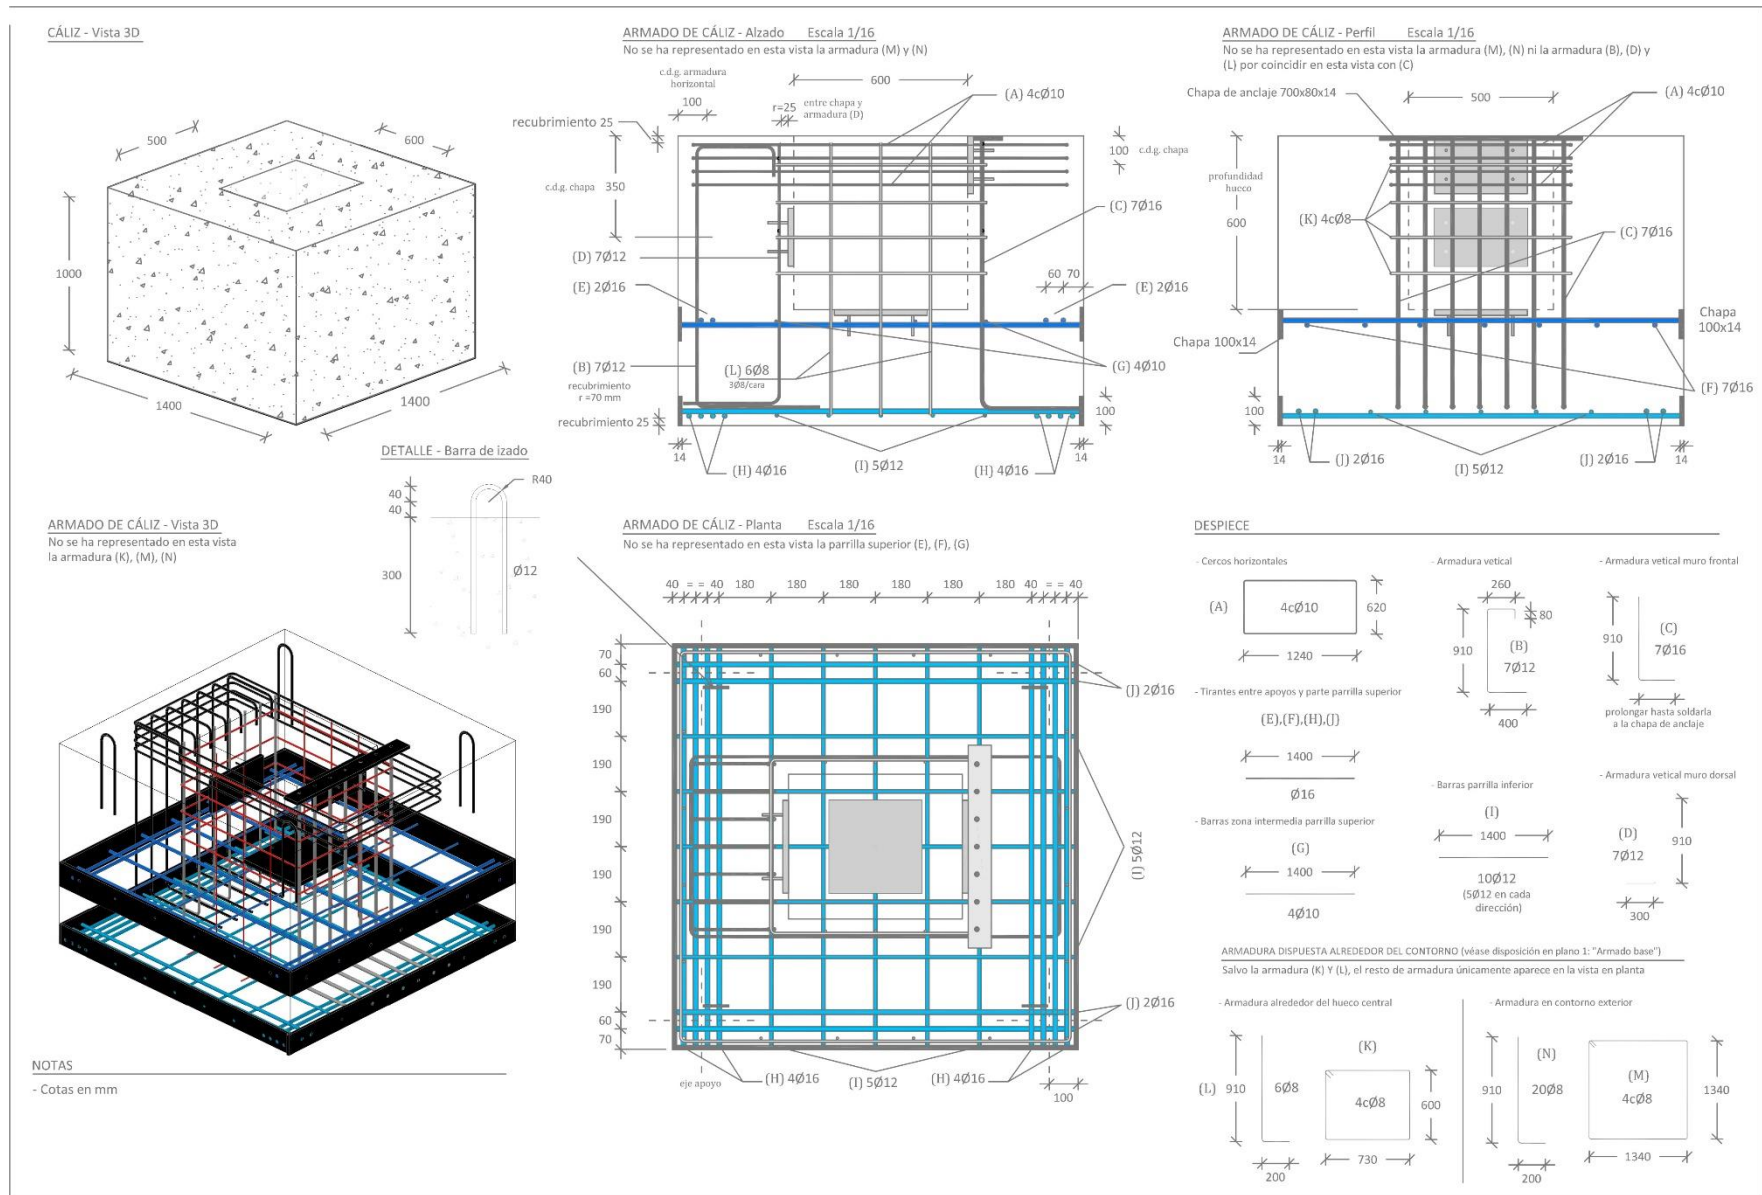 CÁLIZ - Vista 3D
500
600
1000
1400
1400
DETALLE - Barra de izado
R40
40
40
300
Ø12
ARMADO DE CÁLIZ - Vista 3D
No se ha representado en esta vista
la armadura (K), (M), (N)
NOTAS
- Cotas en mm
ARMADO DE CÁLIZ - Alzado Escala 1/16
No se ha representado en esta vista la armadura (M) y (N)
c.d.g. armadura
horizontal
100
600
r=25
entre chapa y
armadura (D)
(A) 4cØ10
recubrimiento 25
100 c.d.g. chapa
c.d.g. chapa 350
(C) 7Ø16
(D) 7Ø12
60 70
(E) 2Ø16
(E) 2Ø16
(B) 7Ø12
(L) 6Ø8
3Ø8/cara
(G) 4Ø10
recubrimiento
r =70 mm
100
recubrimiento 25
14
14
(H) 4Ø16
(I) 5Ø12
(H) 4Ø16
ARMADO DE CÁLIZ - Perfil Escala 1/16
No se ha representado en esta vista la armadura (M), (N) ni la armadura (B), (D) y
(L) por coincidir en esta vista con (C)
Chapa de anclaje 700x80x14
500
(A) 4cØ10
profundidad
hueco
600
(K) 4cØ8
(C) 7Ø16
Chapa
100x14
Chapa 100x14
(F) 7Ø16
100
100
14
14
(J) 2Ø16
(I) 5Ø12
(J) 2Ø16
ARMADO DE CÁLIZ - Planta Escala 1/16
No se ha representado en esta vista la parrilla superior (E), (F), (G)
40 = = 40 180 180 180 180 180 180 40 = = 40
70
60
190
190
190
190
190
190
60
70
(J) 2Ø16
(I) 5Ø12
(J) 2Ø16
eje apoyo
(H) 4Ø16
(I) 5Ø12
(H) 4Ø16
100
DESPIECE
- Cercos horizontales
(A)
4cØ10
620
1240
- Armadura vetical
260
80
910
(B)
7Ø12
400
- Armadura vetical muro frontal
910
(C)
7Ø16
prolongar hasta soldarla
a la chapa de anclaje
- Tirantes entre apoyos y parte parrilla superior
(E),(F),(H),(J)
1400
Ø16
- Barras zona intermedia parrilla superior
(G)
1400
4Ø10
- Barras parrilla inferior
(I)
1400
10Ø12
(5Ø12 en cada
dirección)
- Armadura vetical muro dorsal
(D)
7Ø12
910
300
ARMADURA DISPUESTA ALREDEDOR DEL CONTORNO (véase disposición en plano 1: "Armado base")
Salvo la armadura (K) Y (L), el resto de armadura únicamente aparece en la vista en planta
- Armadura alrededor del hueco central
(L)
910
6Ø8
200
(K)
4cØ8
600
730
- Armadura en contorno exterior
910
(N)
20Ø8
200
(M)
4cØ8
1340
1340